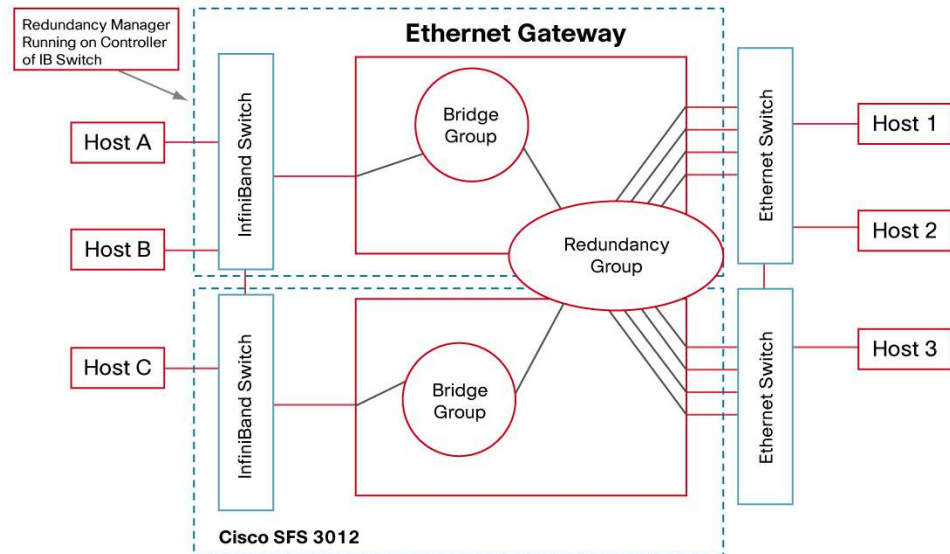 Redundancy Manager
Running on Controller
of IB Switch
Ethernet Gateway
InfiniBand Switch
Bridge
Group
Ethernet Switch
Host A
Host B
Host 1
Host 2
Redundancy
Group
InfiniBand Switch
Host C
Bridge
Group
Ethernet Switch
Host 3
Cisco SFS 3012